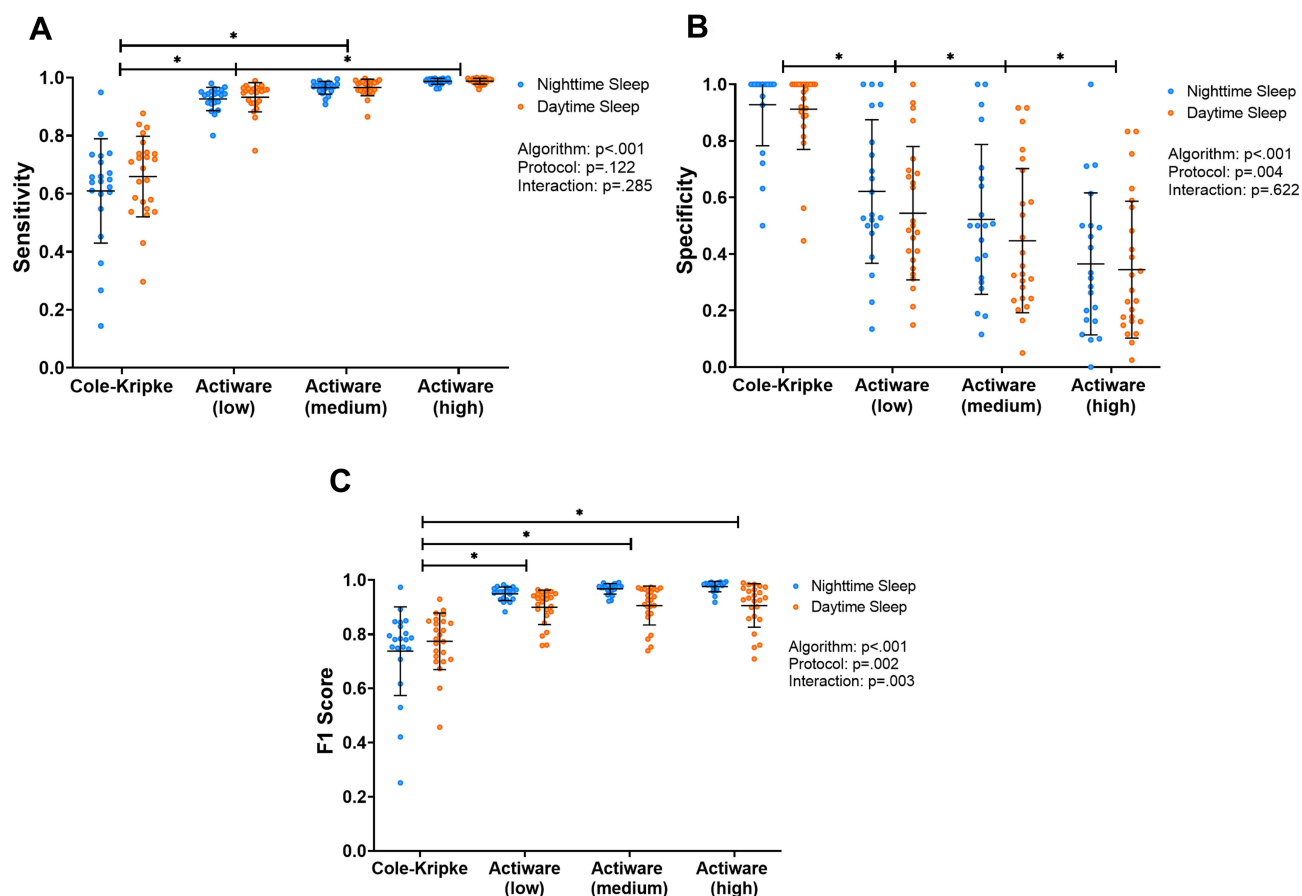 A
*
*
*
1.0
0.8
0.6
0.4
0.2
0.0
Sensitivity
Cole-Kripke
Actiware
(low)
Actiware
(medium)
Actiware
(high)
Nighttime Sleep
Daytime Sleep
Algorithm: p<.001
Protocol: p=.122
Interaction: p=.285
B
*
*
*
1.0
0.8
0.6
0.4
0.2
0.0
Specificity
Cole-Kripke
Actiware
(low)
Actiware
(medium)
Actiware
(high)
Nighttime Sleep
Daytime Sleep
Algorithm: p<.001
Protocol: p=.004
Interaction: p=.622
C
*
*
*
1.0
0.8
0.6
0.4
0.2
0.0
F1 Score
Cole-Kripke
Actiware
(low)
Actiware
(medium)
Actiware
(high)
Nighttime Sleep
Daytime Sleep
Algorithm: p<.001
Protocol: p=.002
Interaction: p=.003